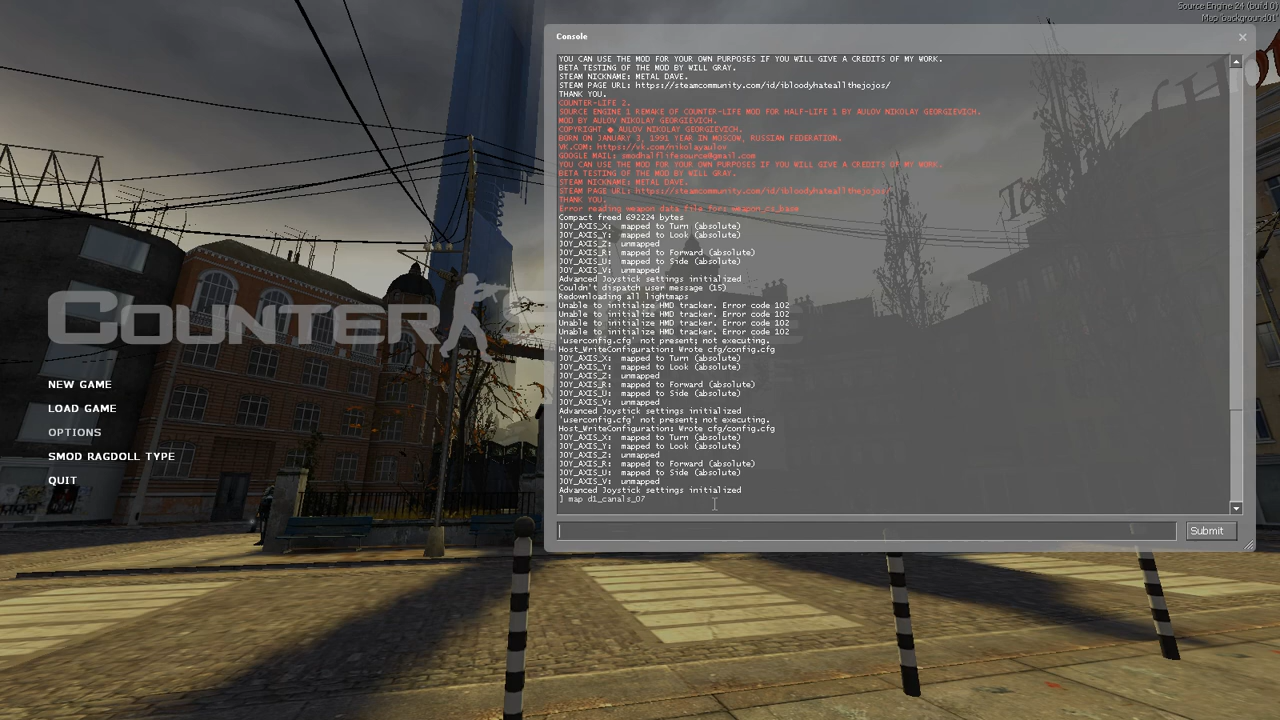 Source Engine 24 (build 0)
Map 'background01'
Console
YOU CAN USE THE MOD FOR YOUR OWN PURPOSES IF YOU WILL GIVE A CREDITS OF MY WORK.
BETA TESTING OF THE MOD BY WILL GRAY.
STEAM NICKNAME: METAL DAVE.
STEAM PAGE URL: https://steamcommunity.com/id/ibloodyhateallthejojos/
THANK YOU.
COUNTER-LIFE 2.
SOURCE ENGINE 1 REMAKE OF COUNTER-LIFE MOD FOR HALF-LIFE 1 BY AULOV NIKOLAY GEORGIEVICH.
MOD BY AULOV NIKOLAY GEORGIEVICH.
COPYRIGHT � AULOV NIKOLAY GEORGIEVICH.
BORN ON JANUARY 3, 1991 YEAR IN MOSCOW, RUSSIAN FEDERATION.
VK.COM: https://vk.com/nikolayaulov
GOOGLE MAIL: smodhalflifesource@gmail.com
YOU CAN USE THE MOD FOR YOUR OWN PURPOSES IF YOU WILL GIVE A CREDITS OF MY WORK.
BETA TESTING OF THE MOD BY WILL GRAY.
STEAM NICKNAME: METAL DAVE.
STEAM PAGE URL: https://steamcommunity.com/id/ibloodyhateallthejojos/
THANK YOU.
Error reading weapon data file for: weapon_cs_base
Compact freed 692224 bytes
JOY_AXIS_X: mapped to Turn (absolute)
JOY_AXIS_Y: mapped to Look (absolute)
JOY_AXIS_Z: unmapped
JOY_AXIS_R: mapped to Forward (absolute)
JOY_AXIS_U: mapped to Side (absolute)
JOY_AXIS_V: unmapped
Advanced Joystick settings initialized
Couldn't dispatch user message (15)
Redownloading all lightmaps
Unable to initialize HMD tracker. Error code 102
Unable to initialize HMD tracker. Error code 102
Unable to initialize HMD tracker. Error code 102
Unable to initialize HMD tracker. Error code 102
'userconfig.cfg' not present; not executing.
Host_WriteConfiguration: Wrote cfg/config.cfg
JOY_AXIS_X: mapped to Turn (absolute)
JOY_AXIS_Y: mapped to Look (absolute)
JOY_AXIS_Z: unmapped
JOY_AXIS_R: mapped to Forward (absolute)
JOY_AXIS_U: mapped to Side (absolute)
JOY_AXIS_V: unmapped
Advanced Joystick settings initialized
'userconfig.cfg' not present; not executing.
Host_WriteConfiguration: Wrote cfg/config.cfg
JOY_AXIS_X: mapped to Turn (absolute)
JOY_AXIS_Y: mapped to Look (absolute)
JOY_AXIS_Z: unmapped
JOY_AXIS_R: mapped to Forward (absolute)
JOY_AXIS_U: mapped to Side (absolute)
JOY_AXIS_V: unmapped
Advanced Joystick settings initialized
] map d1_canals_07
Submit
COUNTER
NEW GAME
LOAD GAME
OPTIONS
SMOD RAGDOLL TYPE
QUIT